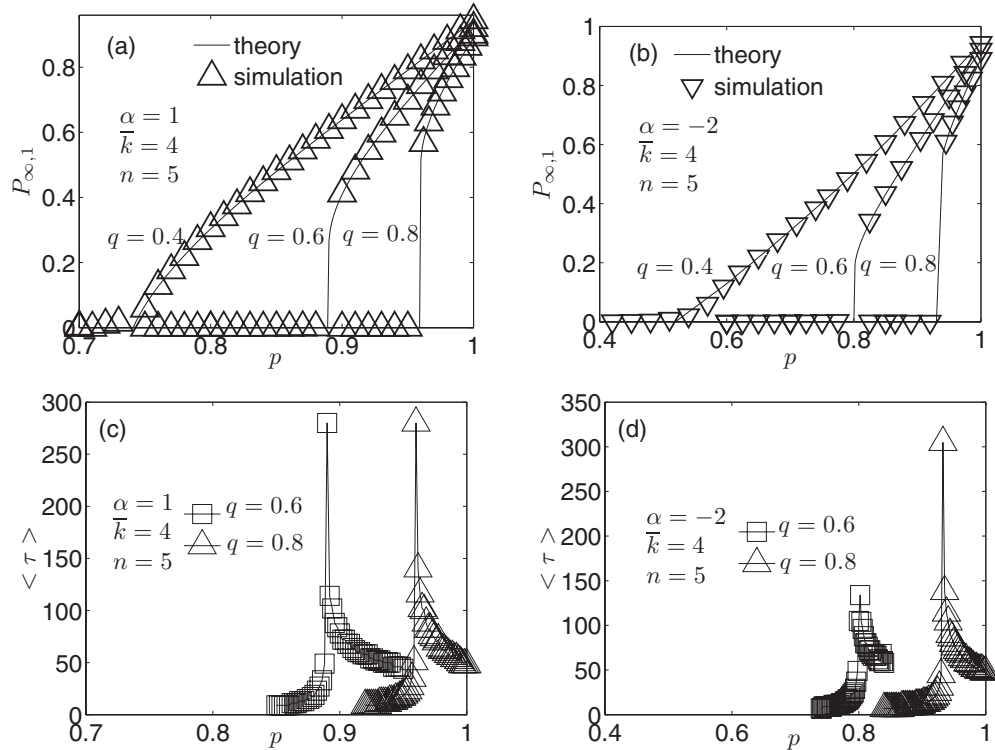 (a)
theory
simulation
α = 1
k̅ = 4
n = 5
q = 0.4
q = 0.6
q = 0.8
P∞,1
0.8
0.6
0.4
0.2
0
0.7
0.8
0.9
1
p
(b)
theory
simulation
α = −2
k̅ = 4
n = 5
q = 0.4
q = 0.6
q = 0.8
P∞,1
1
0.8
0.6
0.4
0.2
0
0.4
0.6
0.8
1
p
(c)
α = 1
k̅ = 4
n = 5
q = 0.6
q = 0.8
< τ >
300
250
200
150
100
50
0
0.7
0.8
0.9
1
p
(d)
α = −2
k̅ = 4
n = 5
q = 0.6
q = 0.8
< τ >
350
300
250
200
150
100
50
0
0.4
0.6
0.8
1
p